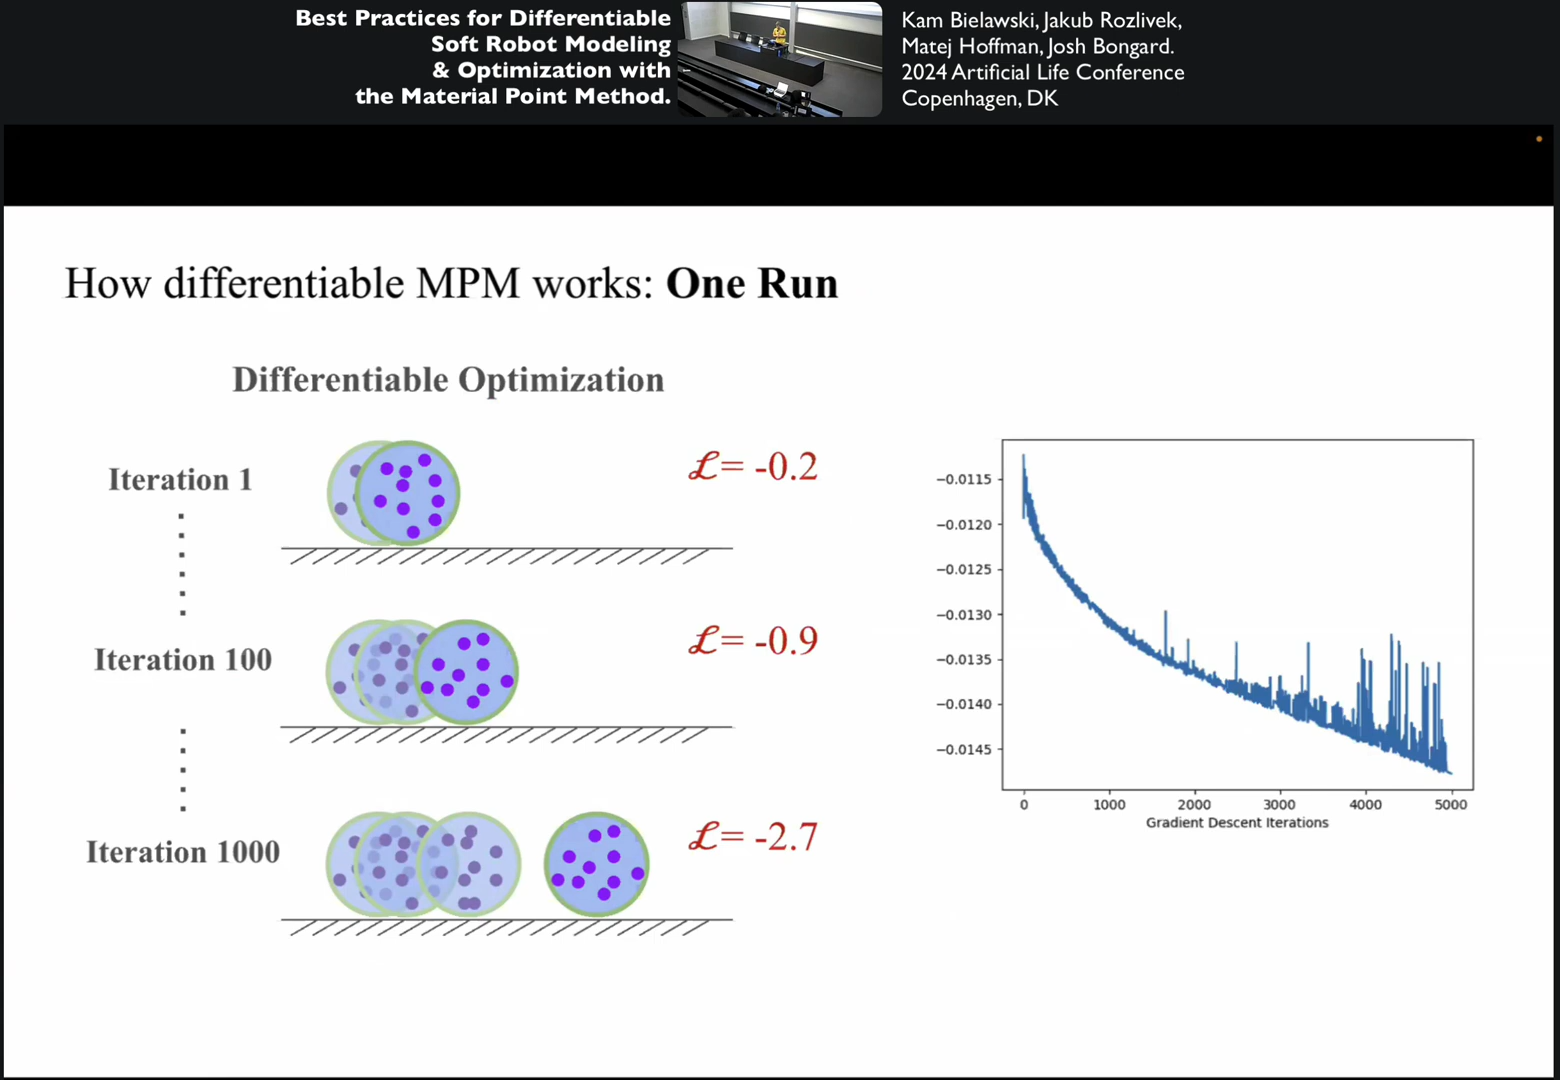 Best Practices for Differentiable
Soft Robot Modeling
& Optimization with
the Material Point Method.
Kam Bielawski, Jakub Rozlivek,
Matej Hoffman, Josh Bongard.
2024 Artificial Life Conference
Copenhagen, DK
How differentiable MPM works: One Run
Differentiable Optimization
Iteration 1
ℒ= -0.2
Iteration 100
ℒ= -0.9
Iteration 1000
ℒ= -2.7
−0.0115
−0.0120
−0.0125
−0.0130
−0.0135
−0.0140
−0.0145
0 1000 2000 3000 4000 5000
Gradient Descent Iterations